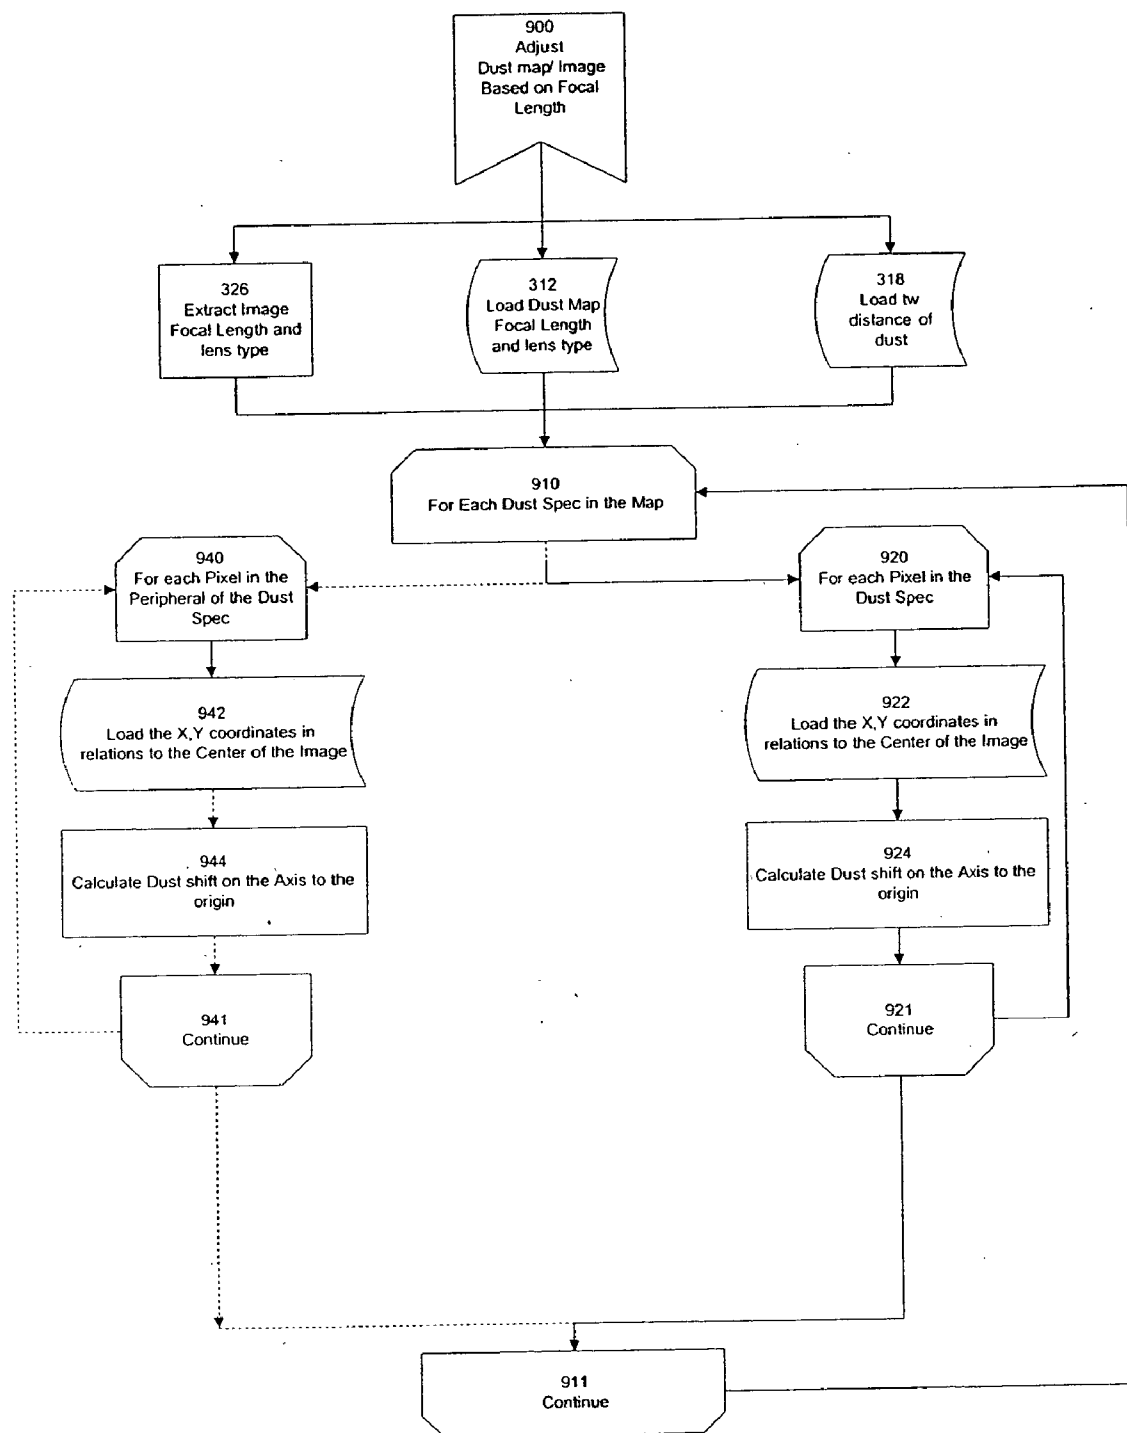 900
Adjust
Dust map/ Image
Based on Focal
Length
326
Extract Image
Focal Length and
lens type
312
Load Dust Map
Focal Length
and lens type
318
Load tw
distance of
dust
910
For Each Dust Spec in the Map
940
For each Pixel in the
Peripheral of the Dust
Spec
920
For each Pixel in the
Dust Spec
942
Load the X,Y coordinates in
relations to the Center of the Image
922
Load the X,Y coordinates in
relations to the Center of the Image
944
Calculate Dust shift on the Axis to the
origin
924
Calculate Dust shift on the Axis to the
origin
941
Continue
921
Continue
911
Continue